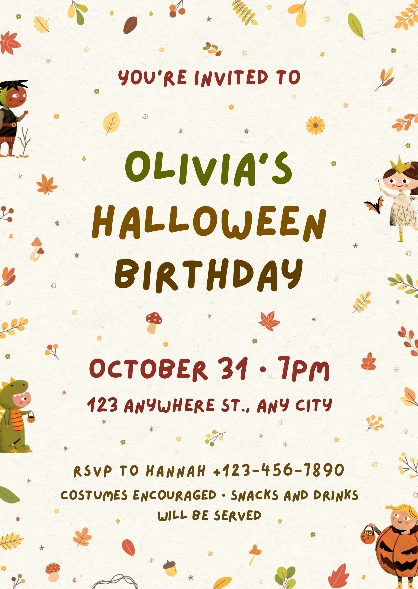 YOU'RE INVITED TO
OLIVIA'S
HALLOWEEN
BIRTHDAY
OCTOBER 31 • 7PM
123 ANYWHERE ST., ANY CITY
RSVP TO HANNAH +123-456-7890
COSTUMES ENCOURAGED • SNACKS AND DRINKS
WILL BE SERVED